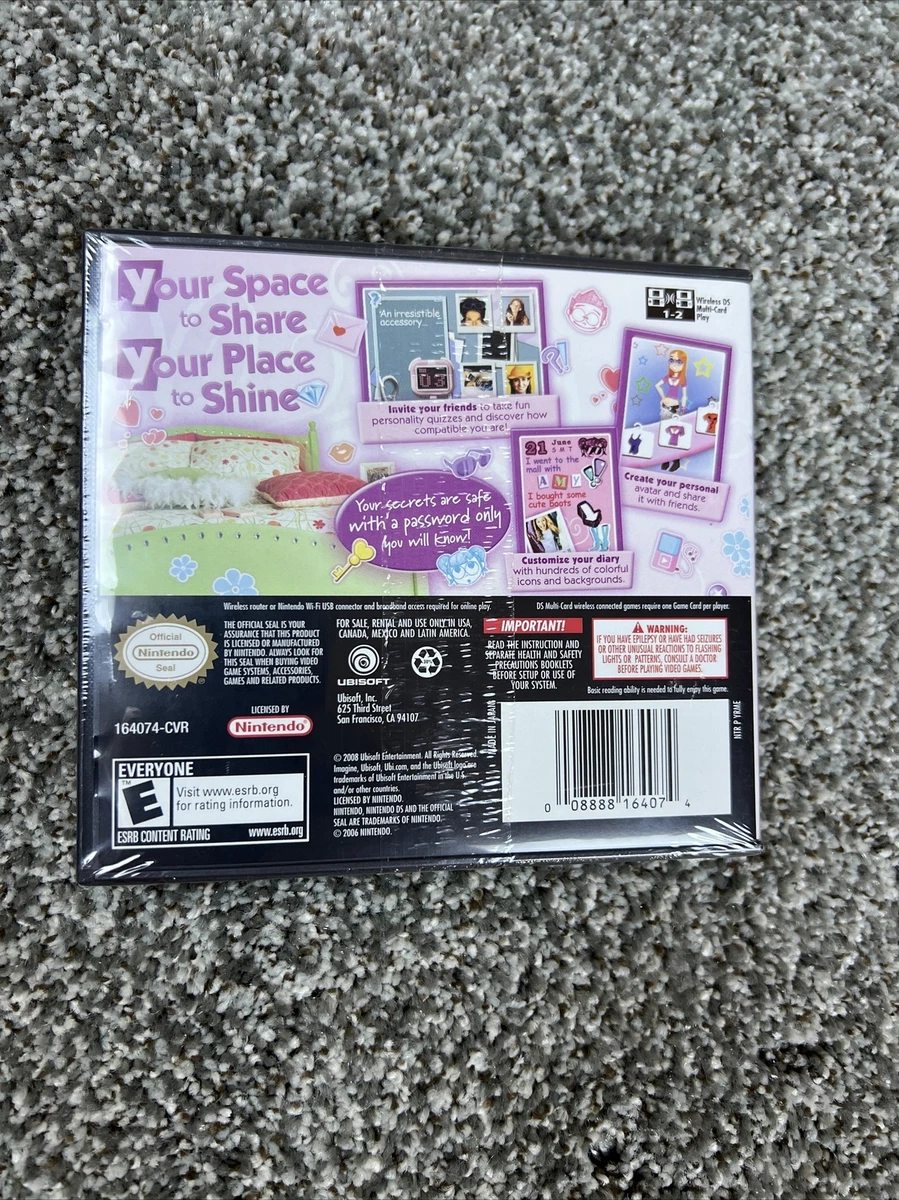 Your Space
to Share
Your Place
to Shine
"An irresistible
accessory...
03
Invite your friends to take fun
personality quizzes and discover how
compatible you are!
Wireless DS
Multi-Card
Play
1-2
Create your personal
avatar and share
it with friends.
21 June
S M T
I went to the
mall with
AMY
I bought some
cute boots
Customize your diary
with hundreds of colorful
icons and backgrounds.
Your secrets are safe
with a password only
you will know!
Wireless router or Nintendo Wi-Fi USB connector and broadband access required for online play.
DS Multi-Card wireless connected games require one Game Card per player.
Official
Nintendo
Seal
THE OFFICIAL SEAL IS YOUR
ASSURANCE THAT THIS PRODUCT
IS LICENSED OR MANUFACTURED
BY NINTENDO. ALWAYS LOOK FOR
THIS SEAL WHEN BUYING VIDEO
GAME SYSTEMS, ACCESSORIES,
GAMES AND RELATED PRODUCTS.
FOR SALE, RENTAL AND USE ONLY IN USA,
CANADA, MEXICO AND LATIN AMERICA.
UBISOFT
Ubisoft, Inc.
625 Third Street
San Francisco, CA 94107
IMPORTANT!
READ THE INSTRUCTION AND
SEPARATE HEALTH AND SAFETY
PRECAUTIONS BOOKLETS
BEFORE SETUP OR USE OF
YOUR SYSTEM.
WARNING:
IF YOU HAVE EPILEPSY OR HAVE HAD SEIZURES
OR OTHER UNUSUAL REACTIONS TO FLASHING
LIGHTS OR PATTERNS, CONSULT A DOCTOR
BEFORE PLAYING VIDEO GAMES.
Basic reading ability is needed to fully enjoy this game.
164074-CVR
LICENSED BY
Nintendo
EVERYONE
E
TM
Visit www.esrb.org
for rating information.
ESRB CONTENT RATING
www.esrb.org
© 2008 Ubisoft Entertainment. All Rights Reserved.
Imagine, Ubisoft, Ubi.com, and the Ubisoft logo are
trademarks of Ubisoft Entertainment in the U.S.
and/or other countries.
LICENSED BY NINTENDO.
NINTENDO, NINTENDO DS AND THE OFFICIAL
SEAL ARE TRADEMARKS OF NINTENDO.
© 2006 NINTENDO.
MADE IN JAPAN
NTR P YRME
0 08888 16407 4